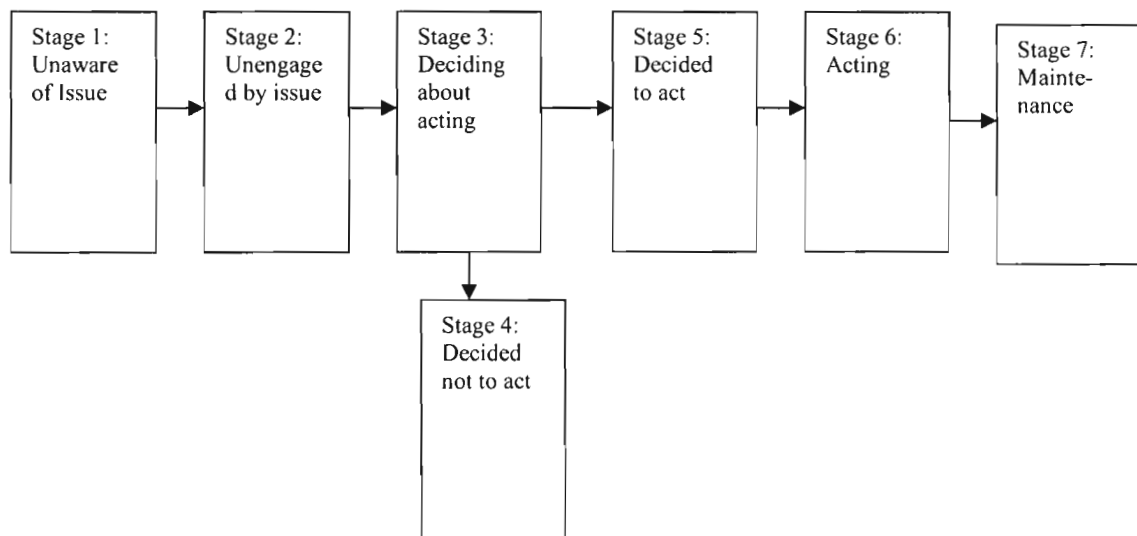 Stage 1:
Unaware
of Issue
Stage 2:
Unengage
d by issue
Stage 3:
Deciding
about
acting
Stage 5:
Decided
to act
Stage 6:
Acting
Stage 7:
Mainte-
nance
Stage 4:
Decided
not to act